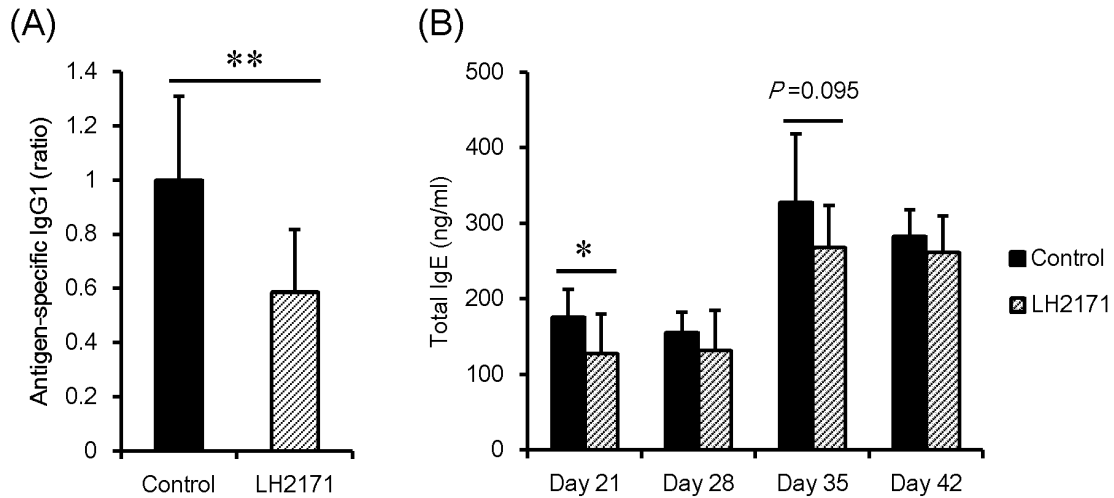 (A)
**
1.4
1.2
1
0.8
0.6
0.4
0.2
0
Antigen-specific IgG1 (ratio)
Control
LH2171
(B)
500
400
300
200
100
0
Total IgE (ng/ml)
*
P=0.095
Day 21
Day 28
Day 35
Day 42
Control
LH2171